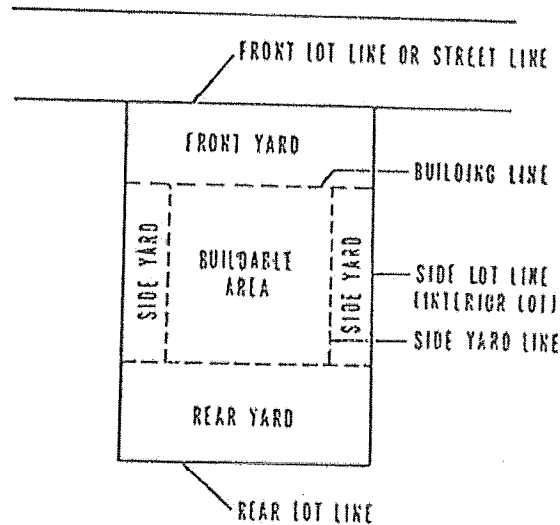 FRONT LOT LINE OR STREET LINE
FRONT YARD
BUILDING LINE
SIDE YARD
BUILDABLE
AREA
SIDE YARD
SIDE LOT LINE
(INTERIOR LOT)
SIDE YARD LINE
REAR YARD
REAR LOT LINE